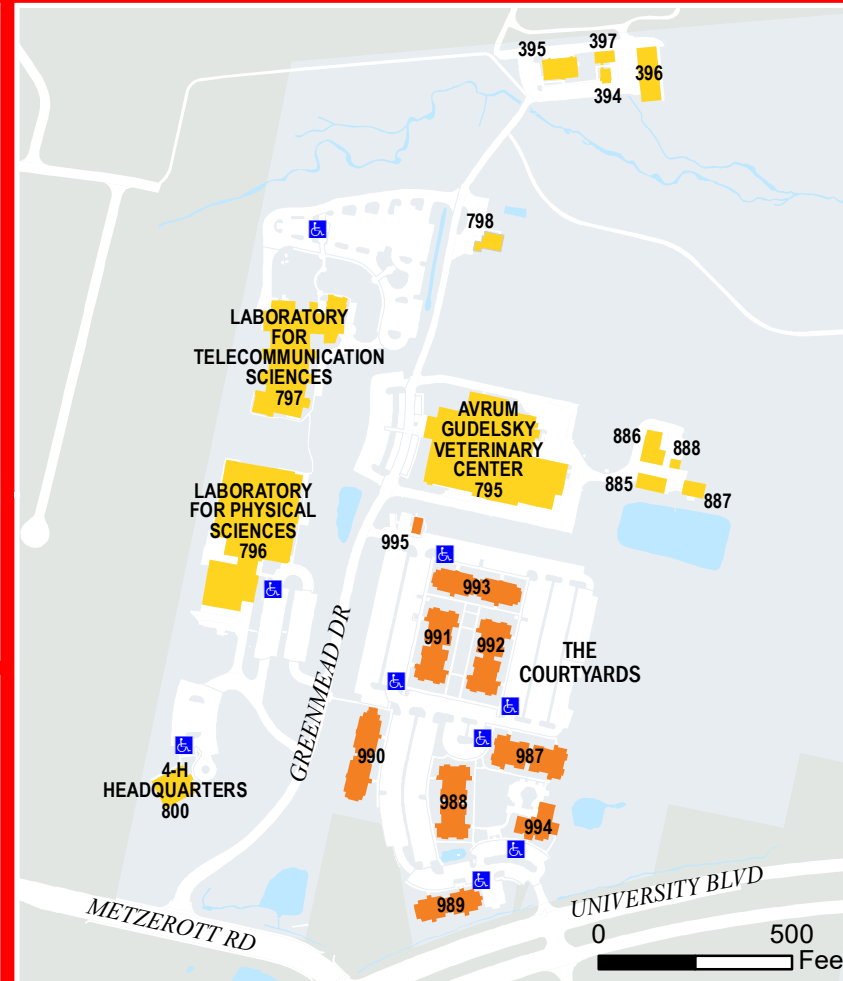 395
397
396
394
798
LABORATORY
FOR
TELECOMMUNICATION
SCIENCES
797
AVRUM
GUDELSKY
VETERINARY
CENTER
795
886
888
885
887
LABORATORY
FOR PHYSICAL
SCIENCES
796
995
993
991
992
THE
COURTYARDS
GREENMEAD DR
990
987
4-H
HEADQUARTERS
800
988
994
989
METZEROTT RD
UNIVERSITY BLVD
0 500
Fee